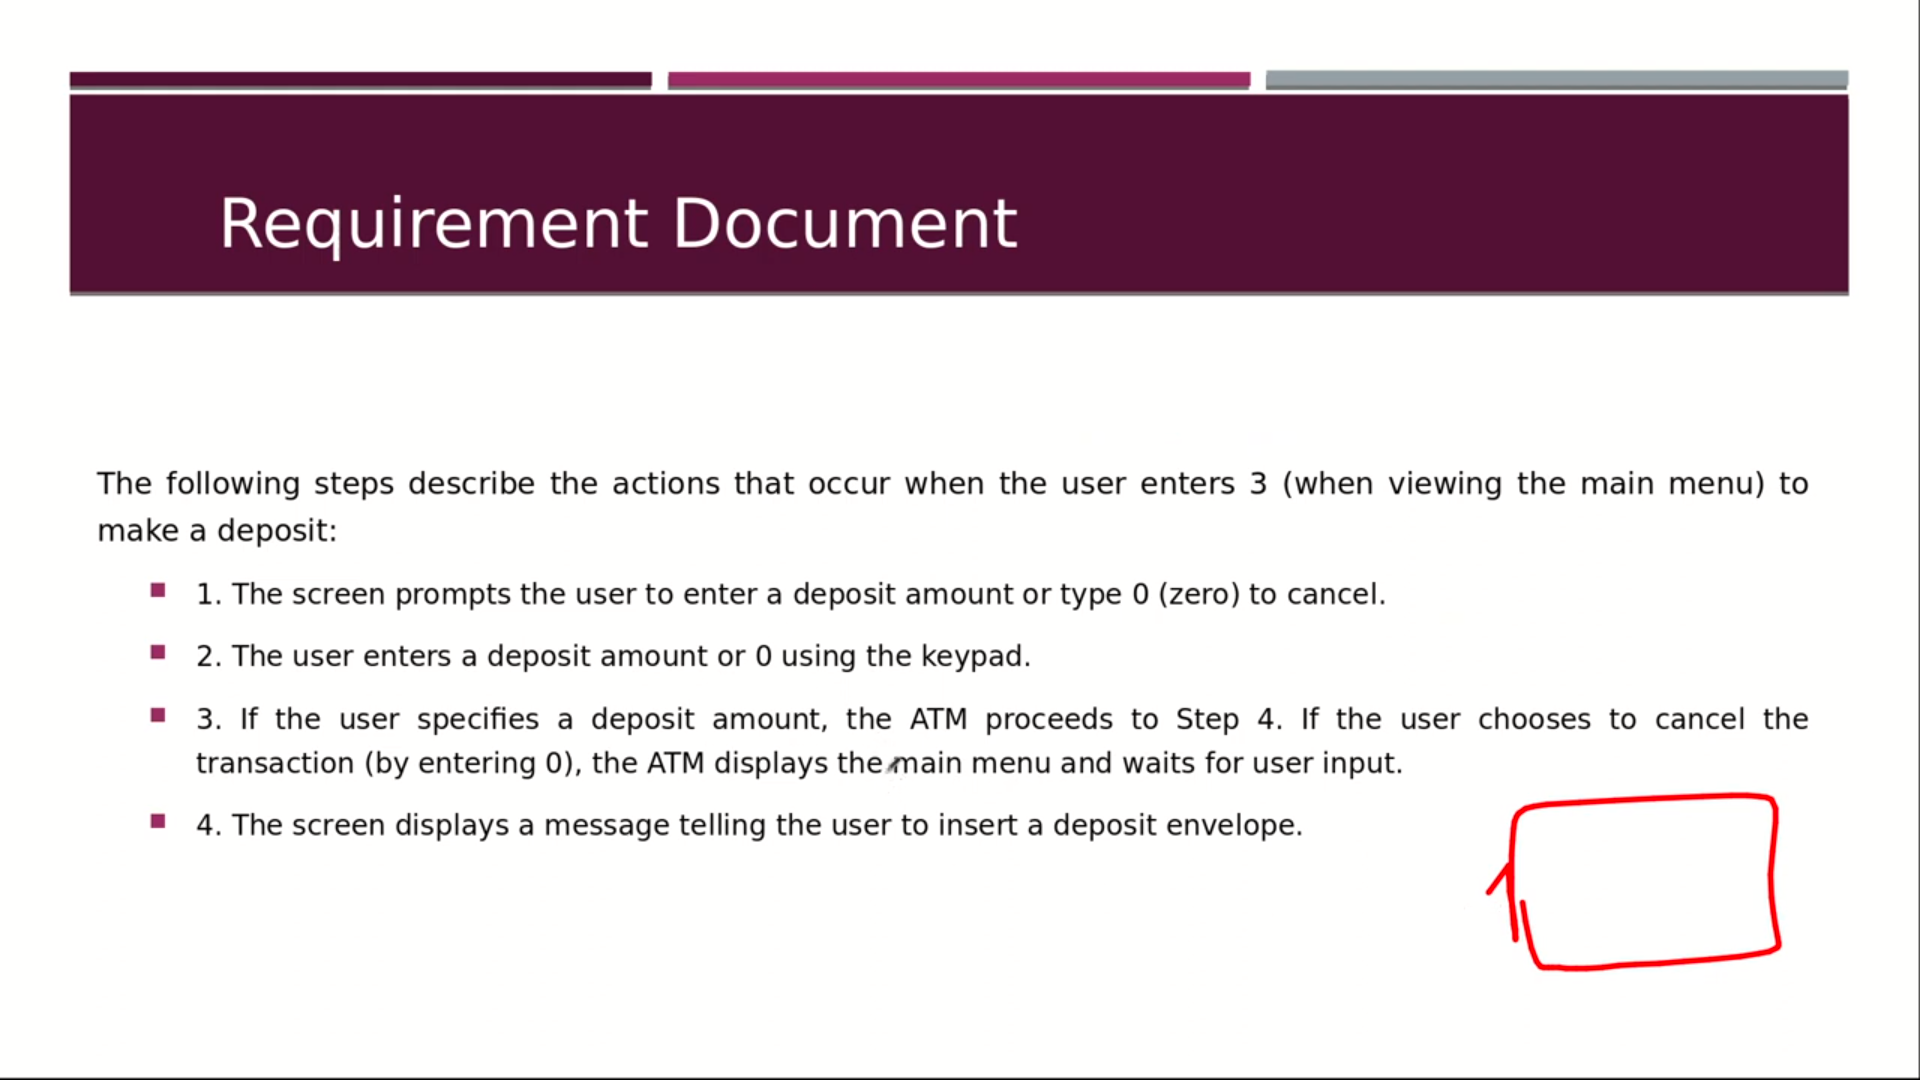 Requirement Document
The following steps describe the actions that occur when the user enters 3 (when viewing the main menu) to
make a deposit:
1. The screen prompts the user to enter a deposit amount or type 0 (zero) to cancel.
2. The user enters a deposit amount or 0 using the keypad.
3. If the user specifies a deposit amount, the ATM proceeds to Step 4. If the user chooses to cancel the
transaction (by entering 0), the ATM displays the main menu and waits for user input.
4. The screen displays a message telling the user to insert a deposit envelope.